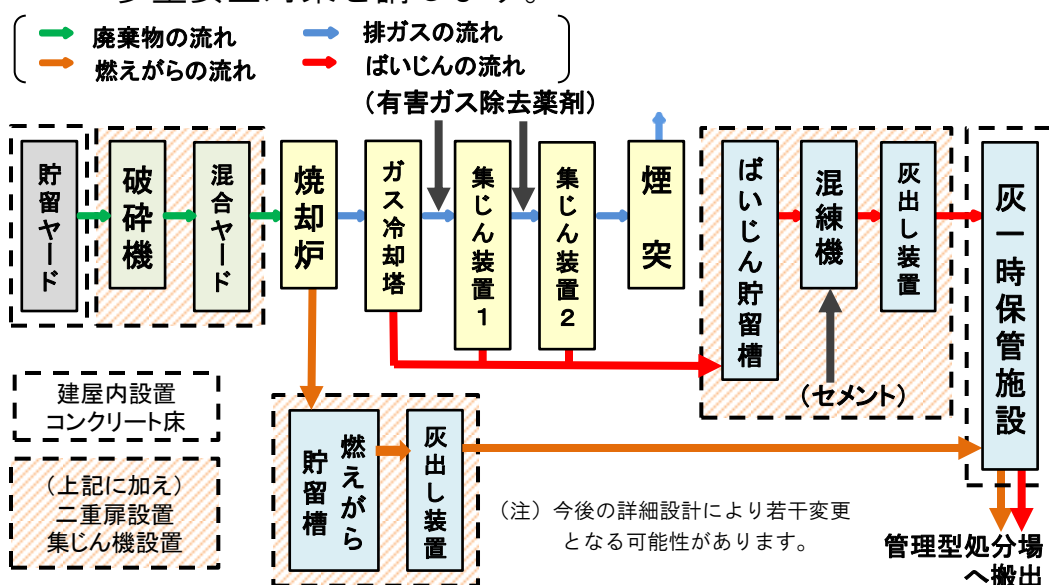 廃棄物の流れ
排ガスの流れ
燃えがらの流れ
ばいじんの流れ
（有害ガス除去薬剤）
貯留ヤード
破砕機
混合ヤード
焼却炉
ガス冷却塔
集じん装置１
集じん装置２
煙突
ばいじん貯留槽
混練機
灰出し装置
灰一時保管施設
（セメント）
建屋内設置
コンクリート床
（上記に加え）
二重扉設置
集じん機設置
燃えがら
貯留槽
灰出し装置
（注）今後の詳細設計により若干変更
となる可能性があります。
管理型処分場
へ搬出